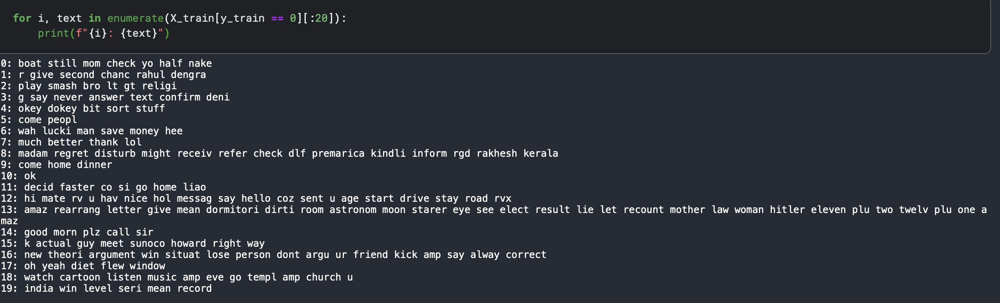 for i, text in enumerate(X_train[y_train == 0][:20]):
    print(f"{i}: {text}")
0: boat still mom check yo half nake
1: r give second chanc rahul dengra
2: play smash bro lt gt religi
3: g say never answer text confirm deni
4: okey dokey bit sort stuff
5: come peopl
6: wah lucki man save money hee
7: much better thank lol
8: madam regret disturb might receiv refer check dlf premarica kindli inform rgd rakhesh kerala
9: come home dinner
10: ok
11: decid faster co si go home liao
12: hi mate rv u hav nice hol messag say hello coz sent u age start drive stay road rvx
13: amaz rearrang letter give mean dormitori dirti room astronom moon starer eye see elect result lie let recount mother law woman hitler eleven plu two twelv plu one a
maz
14: good morn plz call sir
15: k actual guy meet sunoco howard right way
16: new theori argument win situat lose person dont argu ur friend kick amp say alway correct
17: oh yeah diet flew window
18: watch cartoon listen music amp eve go templ amp church u
19: india win level seri mean record